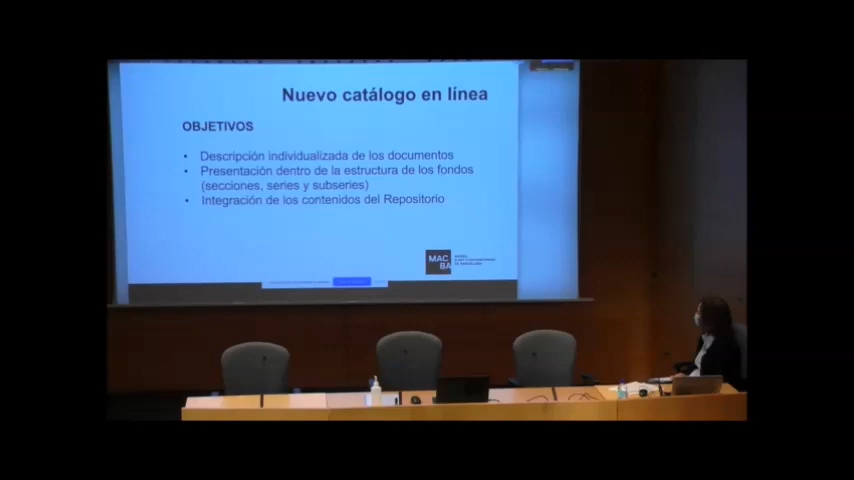 Nuevo catálogo en línea
OBJETIVOS
• Descripción individualizada de los documentos
• Presentación dentro de la estructura de los fondos
(secciones, series y subseries)
• Integración de los contenidos del Repositorio
MAC
BA